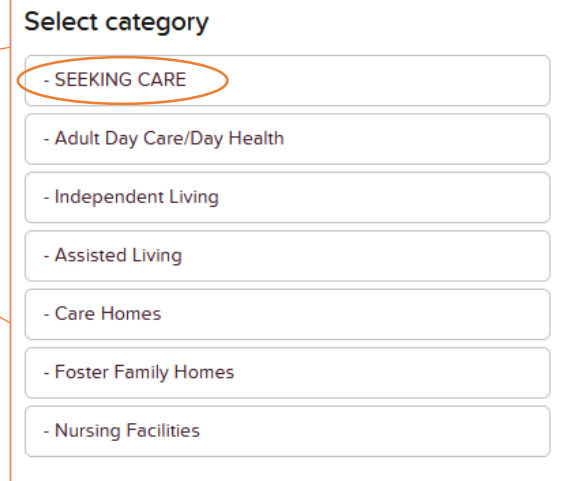 Select category
- SEEKING CARE
- Adult Day Care/Day Health
- Independent Living
- Assisted Living
- Care Homes
- Foster Family Homes
- Nursing Facilities